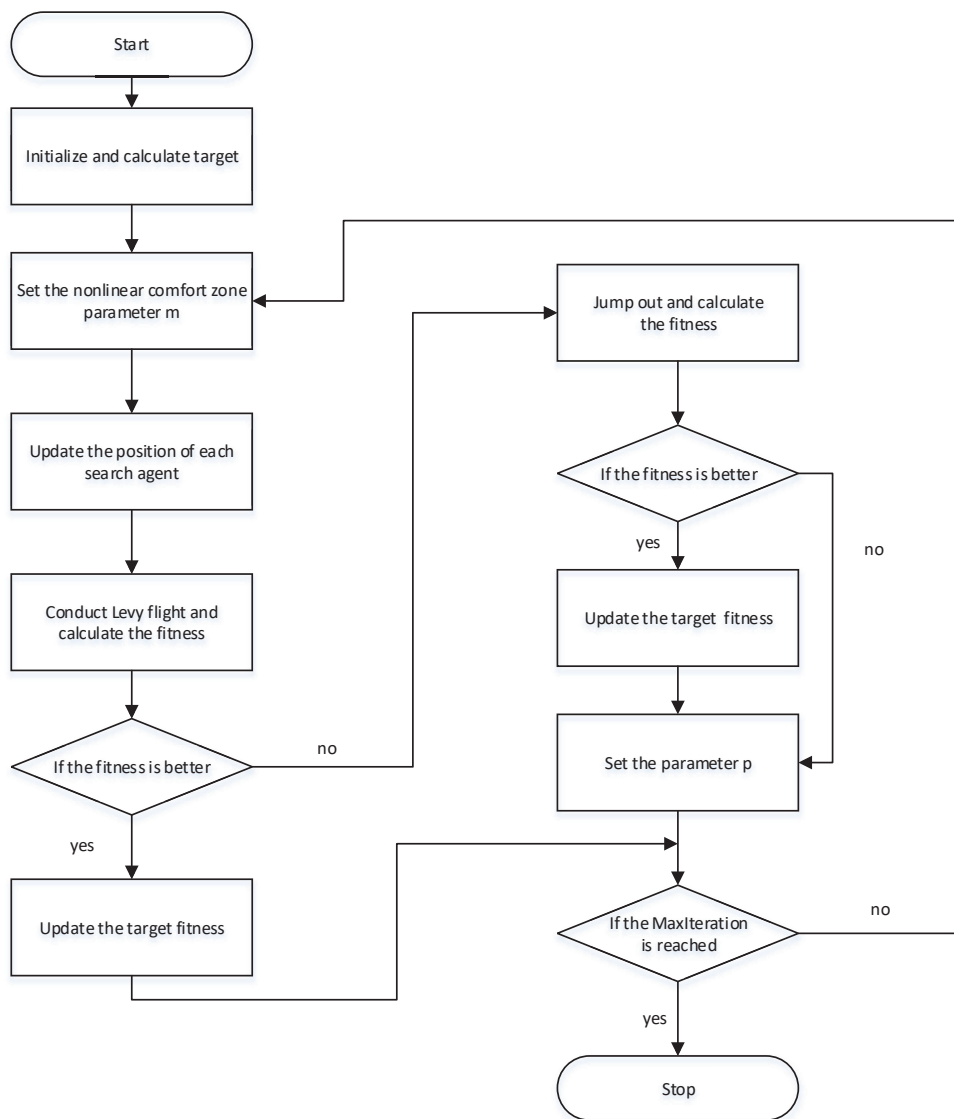 Start
Initialize and calculate target
Set the nonlinear comfort zone
parameter m
Update the position of each
search agent
Conduct Levy flight and
calculate the fitness
If the fitness is better
no
yes
Update the target fitness
Jump out and calculate
the fitness
If the fitness is better
no
yes
Update the target fitness
Set the parameter p
If the MaxIteration
is reached
no
yes
Stop